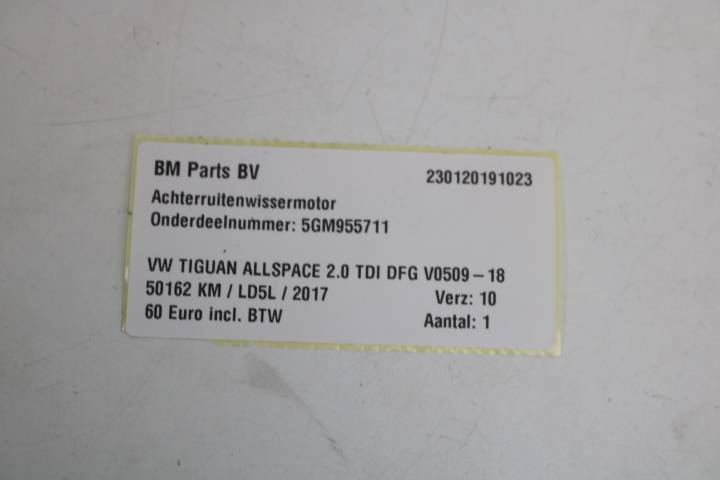 BM Parts BV 230120191023
Achterruitenwissermotor
Onderdeelnummer: 5GM955711
VW TIGUAN ALLSPACE 2.0 TDI DFG V0509-18
50162 KM / LD5L / 2017 Verz: 10
60 Euro incl. BTW Aantal: 1